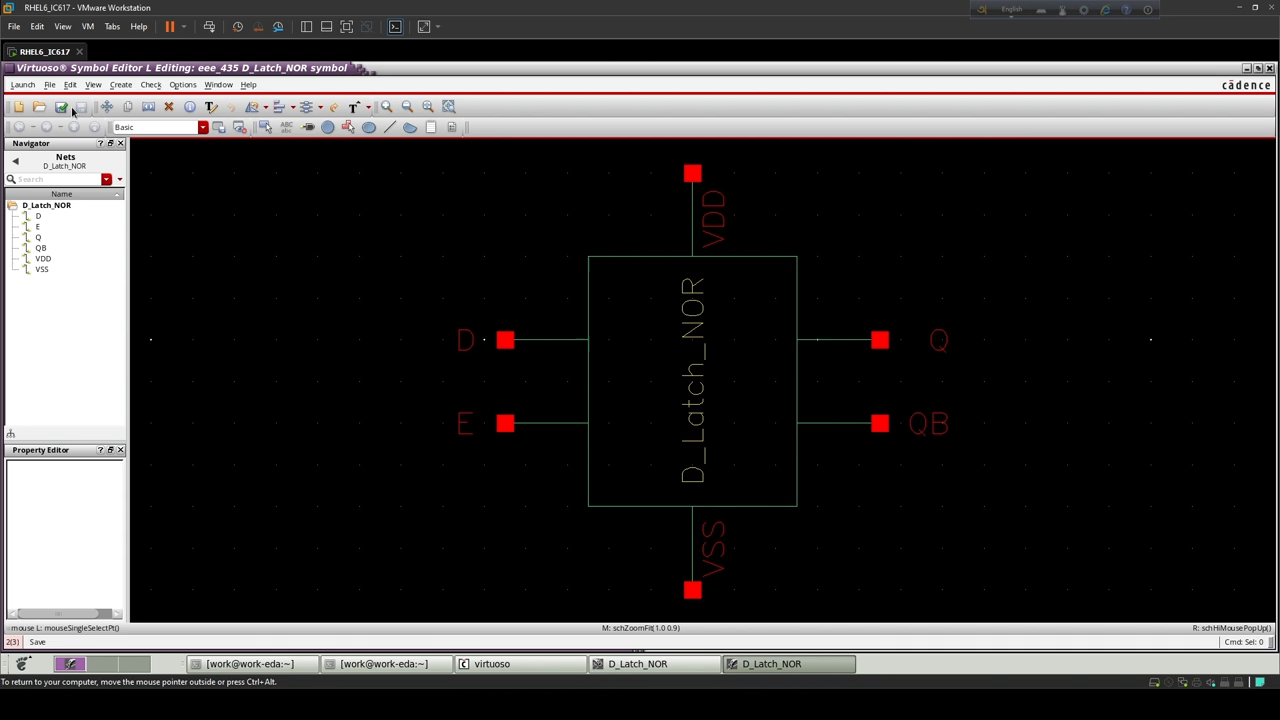 RHEL6_IC617 - VMware Workstation
English
File Edit View VM Tabs Help
RHEL6_IC617
Virtuoso® Symbol Editor L Editing: eee_435 D_Latch_NOR symbol
Launch File Edit View Create Check Options Window Help
cādence
Basic
Navigator
Nets
D_Latch_NOR
Search
Name
D_Latch_NOR
D
E
Q
QB
VDD
VSS
Property Editor
VDD
D_Latch_NOR
D
Q
E
QB
VSS
mouse L: mouseSingleSelectPt() M: schZoomFit(1.0 0.9) R: schHiMousePopUp()
2(3) Save Cmd: Sel: 0
[work@work-eda:~] [work@work-eda:~] virtuoso D_Latch_NOR D_Latch_NOR
To return to your computer, move the mouse pointer outside or press Ctrl+Alt.